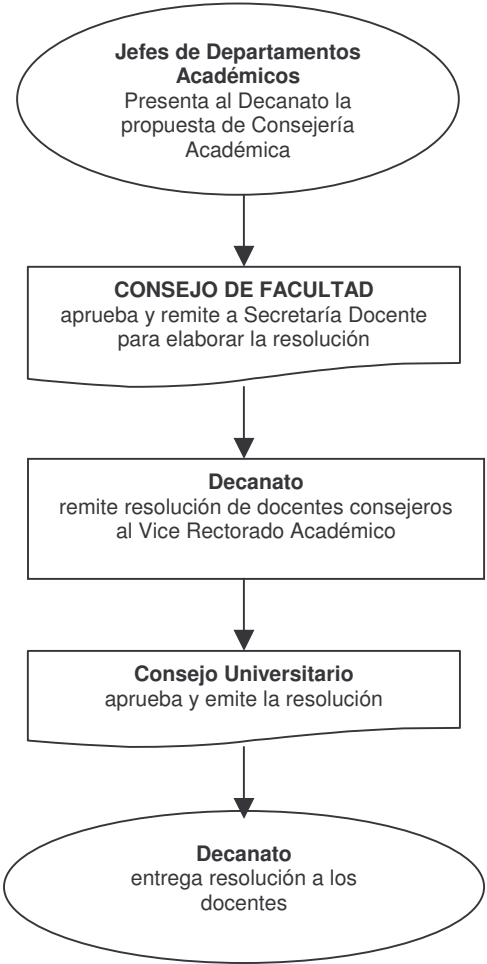 Jefes de Departamentos
Académicos
Presenta al Decanato la
propuesta de Consejería
Académica
CONSEJO DE FACULTAD
aprueba y remite a Secretaría Docente
para elaborar la resolución
Decanato
remite resolución de docentes consejeros
al Vice Rectorado Académico
Consejo Universitario
aprueba y emite la resolución
Decanato
entrega resolución a los
docentes